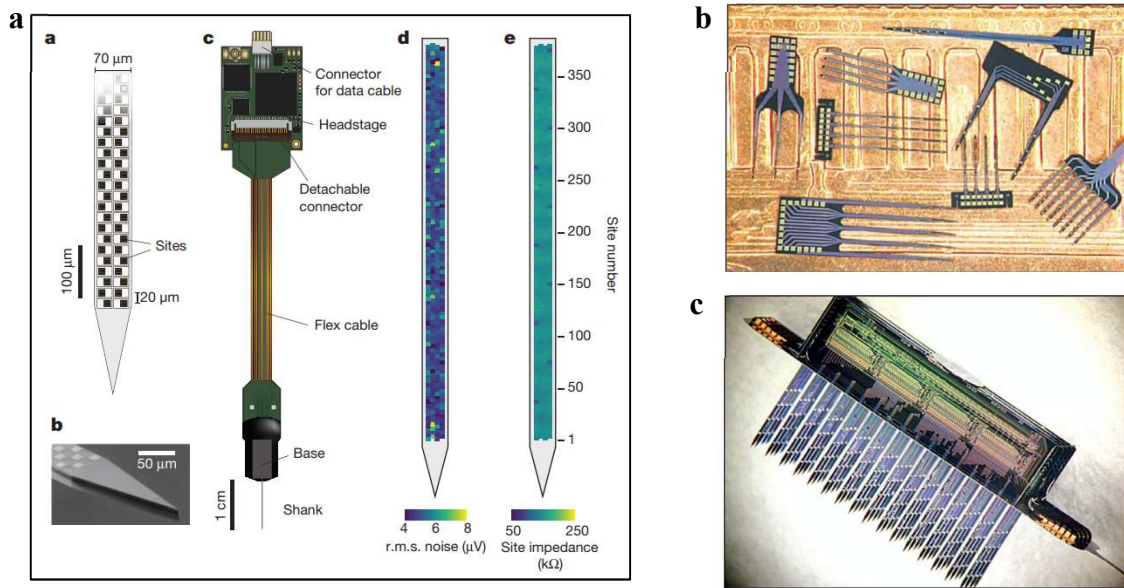 a
a
70 µm
100 µm
Sites
20 µm
b
50 µm
c
Connector
for data cable
Headstage
Detachable
connector
Flex cable
Base
1 cm
Shank
d
4 6 8
r.m.s. noise (µV)
e
350
300
250
200
150
100
50
1
Site number
50 250
Site impedance
(kΩ)
b
c